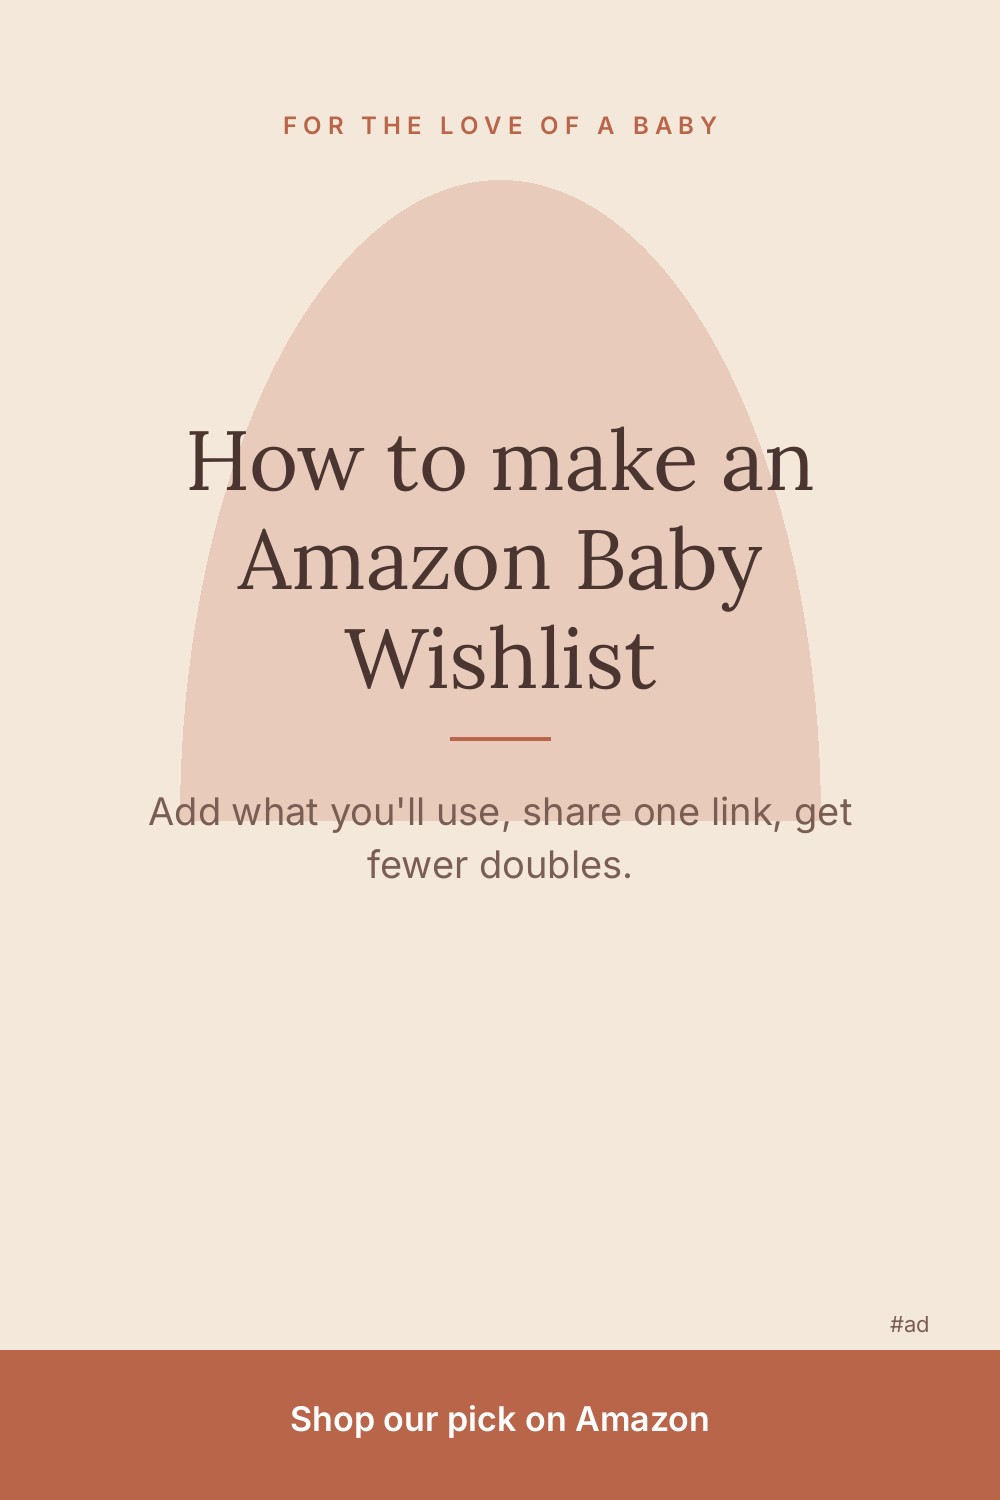 FOR THE LOVE OF A BABY
How to make an
Amazon Baby
Wishlist
Add what you'll use, share one link, get
fewer doubles.
#ad
Shop our pick on Amazon